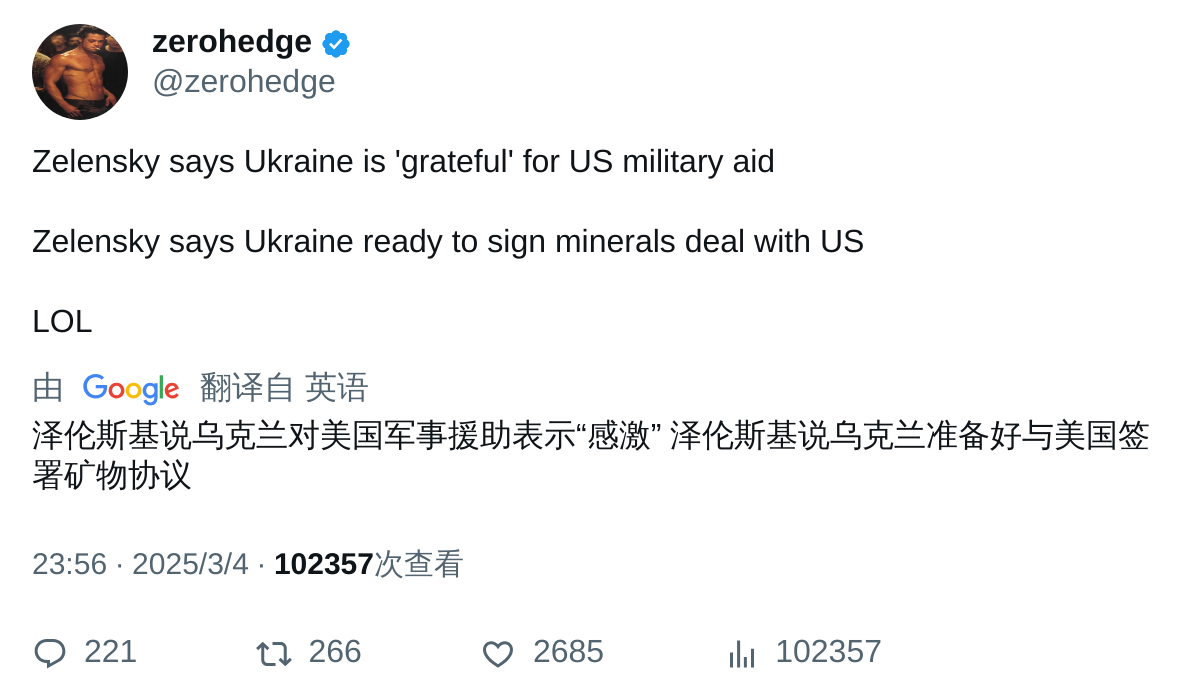 zerohedge
@zerohedge
Zelensky says Ukraine is 'grateful' for US military aid
Zelensky says Ukraine ready to sign minerals deal with US
LOL
由 Google 翻译自 英语
泽伦斯基说乌克兰对美国军事援助表示“感激” 泽伦斯基说乌克兰准备好与美国签
署矿物协议
23:56 · 2025/3/4 · 102357次查看
221 266 2685 102357